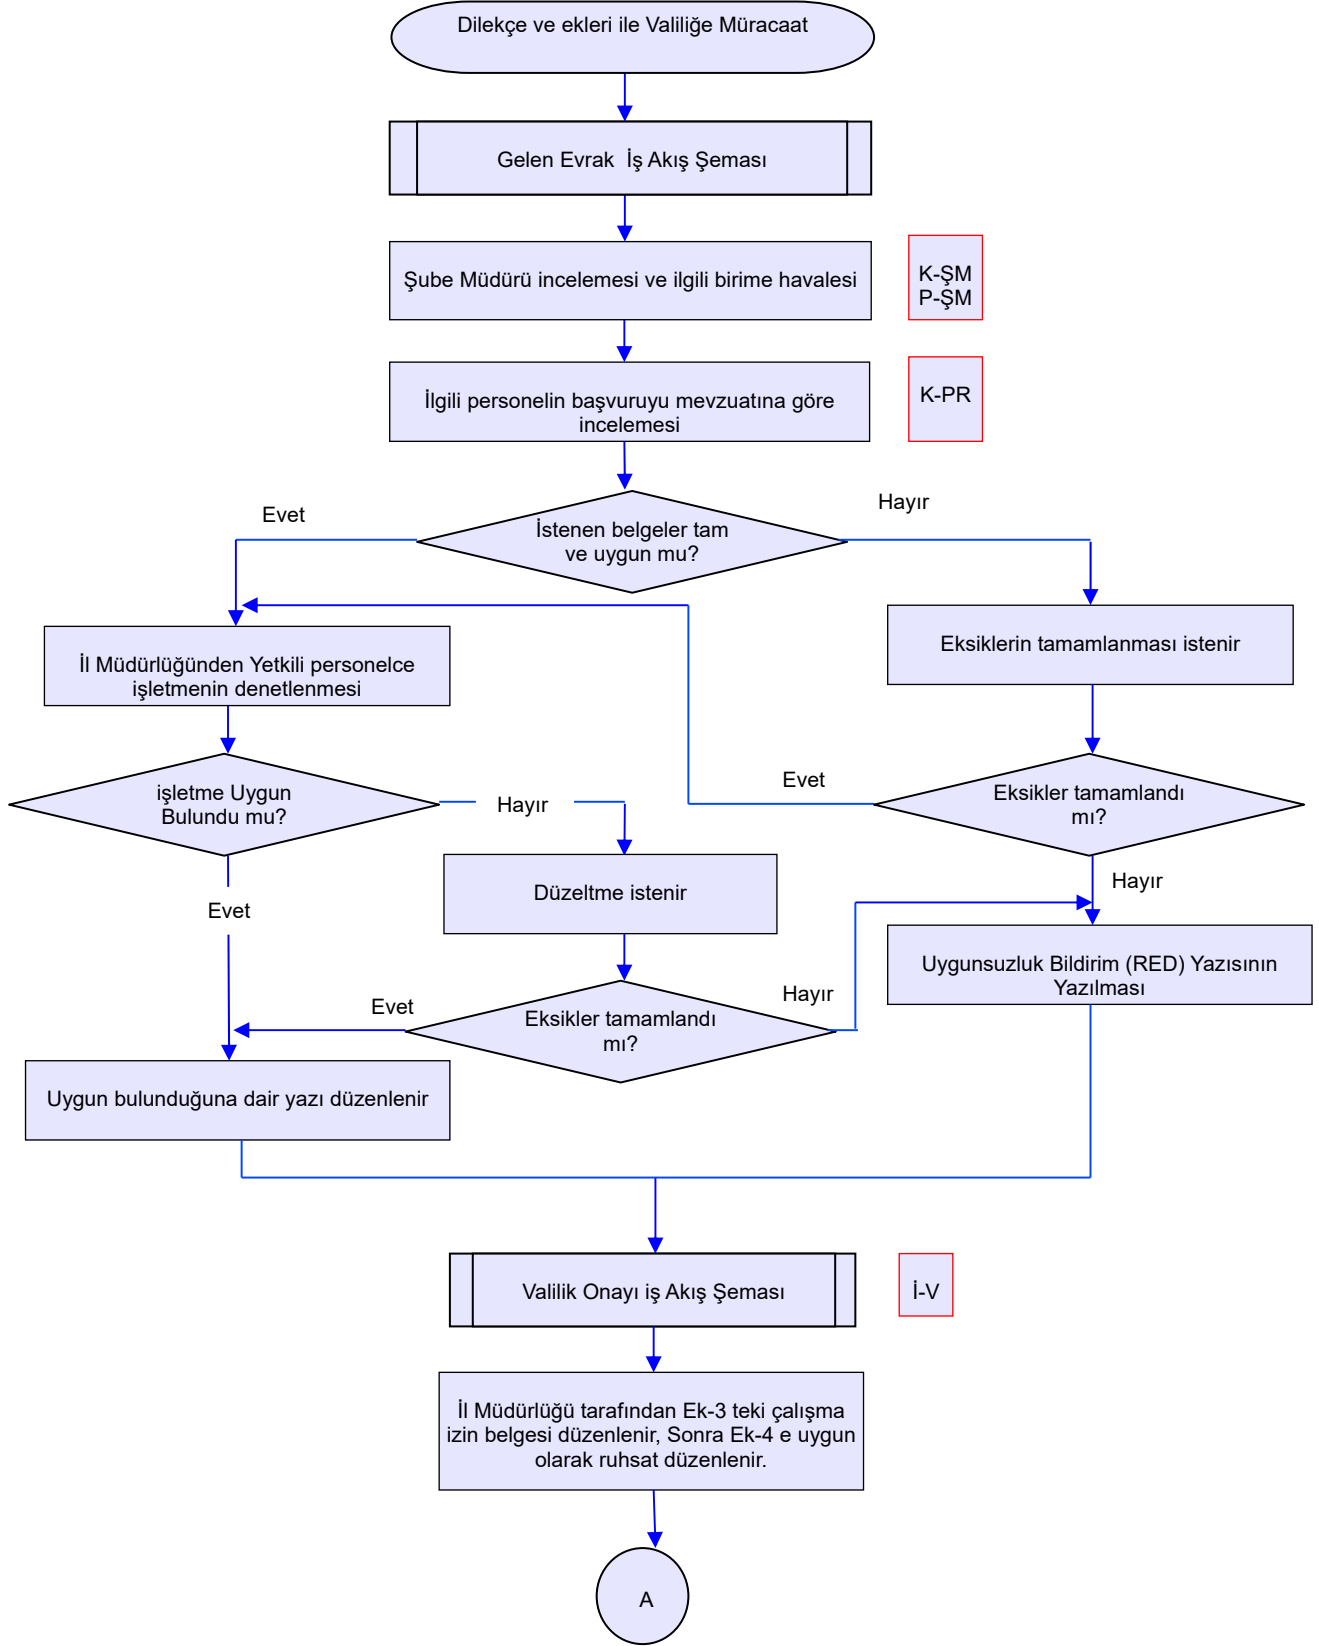 Dilekçe ve ekleri ile Valiliğe Müracaat
Gelen Evrak  İş Akış Şeması
Şube Müdürü incelemesi ve ilgili birime havalesi
K-ŞM
P-ŞM
İlgili personelin başvuruyu mevzuatına göre
incelemesi
K-PR
Evet
Hayır
İstenen belgeler tam
ve uygun mu?
İl Müdürlüğünden Yetkili personelce
işletmenin denetlenmesi
Eksiklerin tamamlanması istenir
işletme Uygun
Bulundu mu?
Hayır
Evet
Eksikler tamamlandı
mı?
Düzeltme istenir
Hayır
Evet
Uygunsuzluk Bildirim (RED) Yazısının
Yazılması
Evet
Hayır
Eksikler tamamlandı
mı?
Uygun bulunduğuna dair yazı düzenlenir
Valilik Onayı iş Akış Şeması
İ-V
İl Müdürlüğü tarafından Ek-3 teki çalışma
izin belgesi düzenlenir, Sonra Ek-4 e uygun
olarak ruhsat düzenlenir.
A